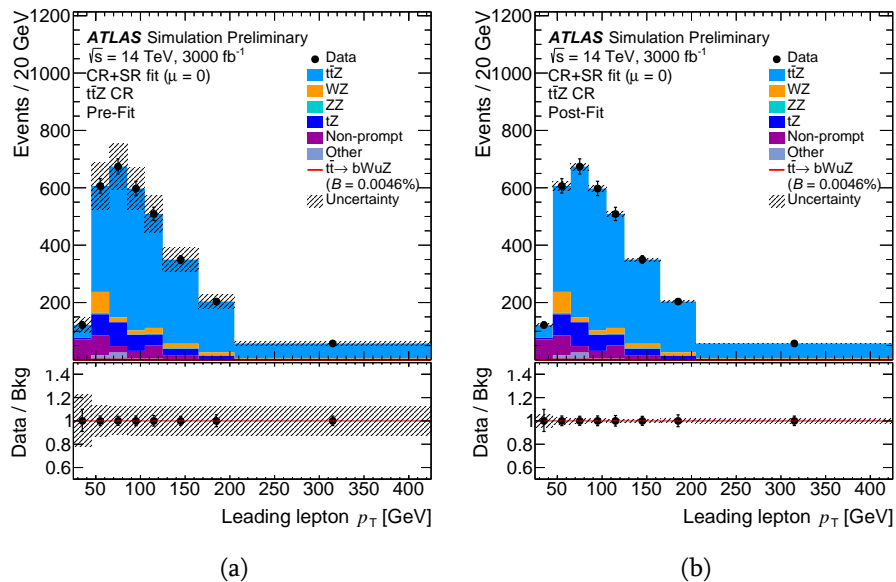 ATLAS Simulation Preliminary
√s = 14 TeV, 3000 fb⁻¹
CR+SR fit (μ = 0)
tt̄Z CR
Pre-Fit
Data
tt̄Z
WZ
ZZ
tZ
Non-prompt
Other
tt̄→ bWuZ
(B = 0.0046%)
Uncertainty
Events / 20 GeV
1200
1000
800
600
400
200
Data / Bkg
1.4
1.2
1
0.8
0.6
50 100 150 200 250 300 350 400
Leading lepton p_T [GeV]
(a)
ATLAS Simulation Preliminary
√s = 14 TeV, 3000 fb⁻¹
CR+SR fit (μ = 0)
tt̄Z CR
Post-Fit
Data
tt̄Z
WZ
ZZ
tZ
Non-prompt
Other
tt̄→ bWuZ
(B = 0.0046%)
Uncertainty
Events / 20 GeV
1200
1000
800
600
400
200
Data / Bkg
1.4
1.2
1
0.8
0.6
50 100 150 200 250 300 350 400
Leading lepton p_T [GeV]
(b)